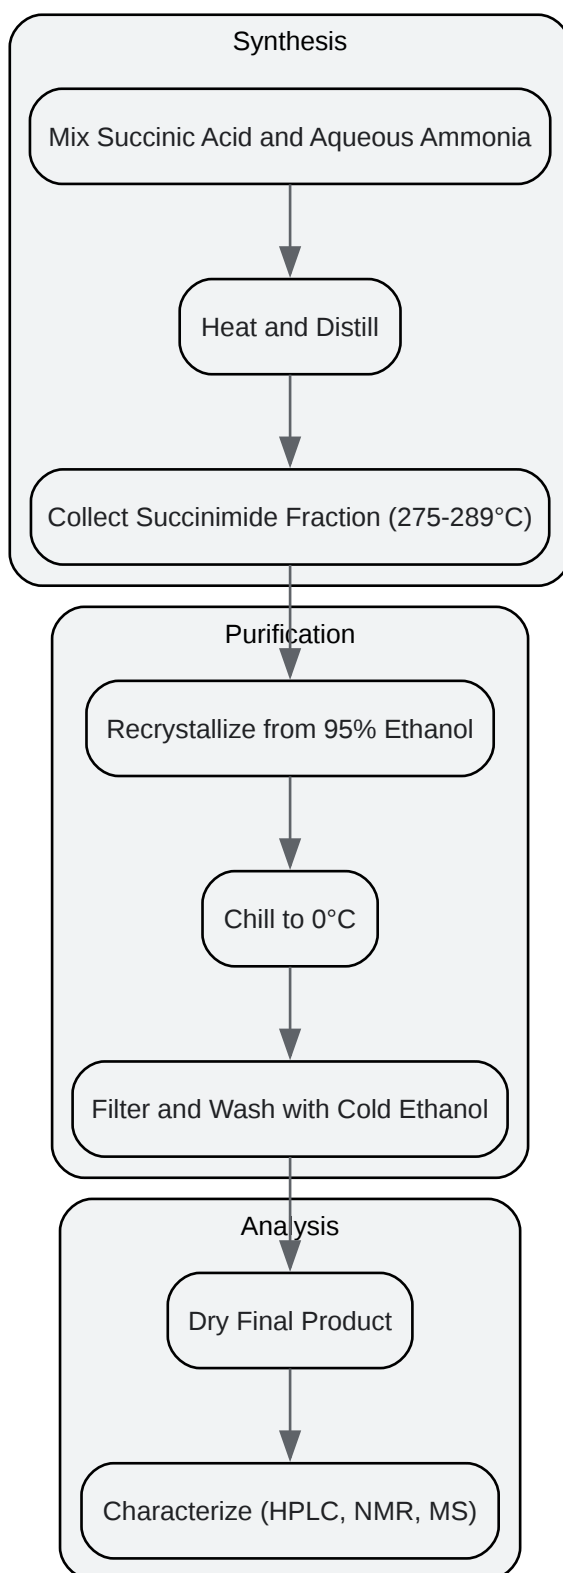 Synthesis
Mix Succinic Acid and Aqueous Ammonia
Heat and Distill
Collect Succinimide Fraction (275-289°C)
Purification
Recrystallize from 95% Ethanol
Chill to 0°C
Filter and Wash with Cold Ethanol
Analysis
Dry Final Product
Characterize (HPLC, NMR, MS)